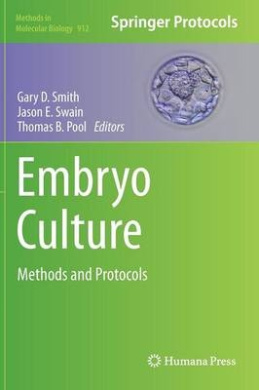 Methods in
Molecular Biology 912
Springer Protocols
Gary D. Smith
Jason E. Swain
Thomas B. Pool Editors
Embryo
Culture
Methods and Protocols
Humana Press